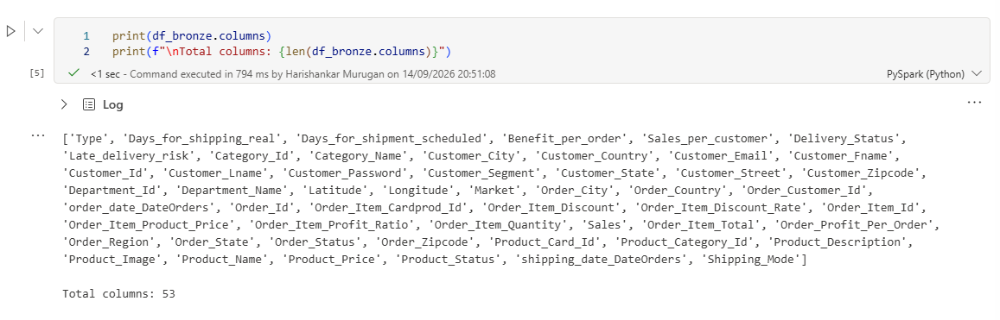 1 print(df_bronze.columns)
2 print(f"\nTotal columns: {len(df_bronze.columns)}")
[5] <1 sec - Command executed in 794 ms by Harishankar Murugan on 14/09/2026 20:51:08 PySpark (Python)
Log
['Type', 'Days_for_shipping_real', 'Days_for_shipment_scheduled', 'Benefit_per_order', 'Sales_per_customer', 'Delivery_Status',
'Late_delivery_risk', 'Category_Id', 'Category_Name', 'Customer_City', 'Customer_Country', 'Customer_Email', 'Customer_Fname',
'Customer_Id', 'Customer_Lname', 'Customer_Password', 'Customer_Segment', 'Customer_State', 'Customer_Street', 'Customer_Zipcode',
'Department_Id', 'Department_Name', 'Latitude', 'Longitude', 'Market', 'Order_City', 'Order_Country', 'Order_Customer_Id',
'order_date_DateOrders', 'Order_Id', 'Order_Item_Cardprod_Id', 'Order_Item_Discount', 'Order_Item_Discount_Rate', 'Order_Item_Id',
'Order_Item_Product_Price', 'Order_Item_Profit_Ratio', 'Order_Item_Quantity', 'Sales', 'Order_Item_Total', 'Order_Profit_Per_Order',
'Order_Region', 'Order_State', 'Order_Status', 'Order_Zipcode', 'Product_Card_Id', 'Product_Category_Id', 'Product_Description',
'Product_Image', 'Product_Name', 'Product_Price', 'Product_Status', 'shipping_date_DateOrders', 'Shipping_Mode']
Total columns: 53